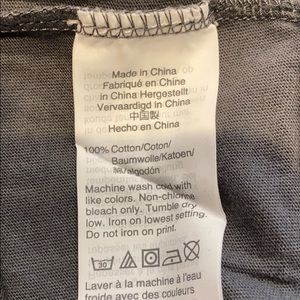 Made in China
Fabriqué en Chine
in China Hergestellt
Vervaardigd in China
中国製
Hecho en China
100% Cotton/Coton/
Baumwolle/Katoen/
綿/algodón
Machine wash cold with
like colors. Non-chlorine
bleach only. Tumble dry
low. Iron on lowest setting.
Do not iron on print.
30
Laver à la machine à l'eau
froide avec des couleurs